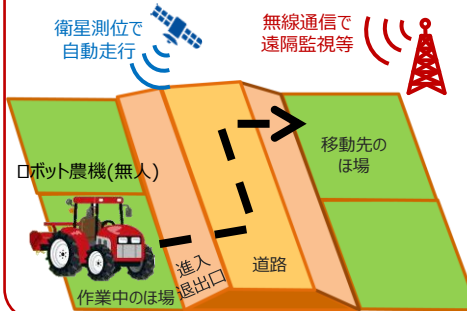 衛星測位で
自動走行
無線通信で
遠隔監視等
移動先の
ほ場
ロボット農機(無人)
進入
退出口
道路
作業中のほ場